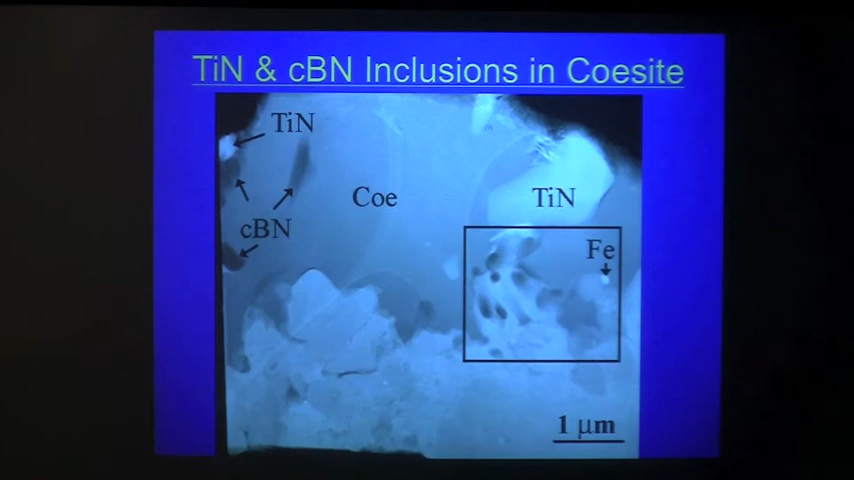 TiN & cBN Inclusions in Coesite
TiN
Coe
TiN
cBN
Fe
1 μm